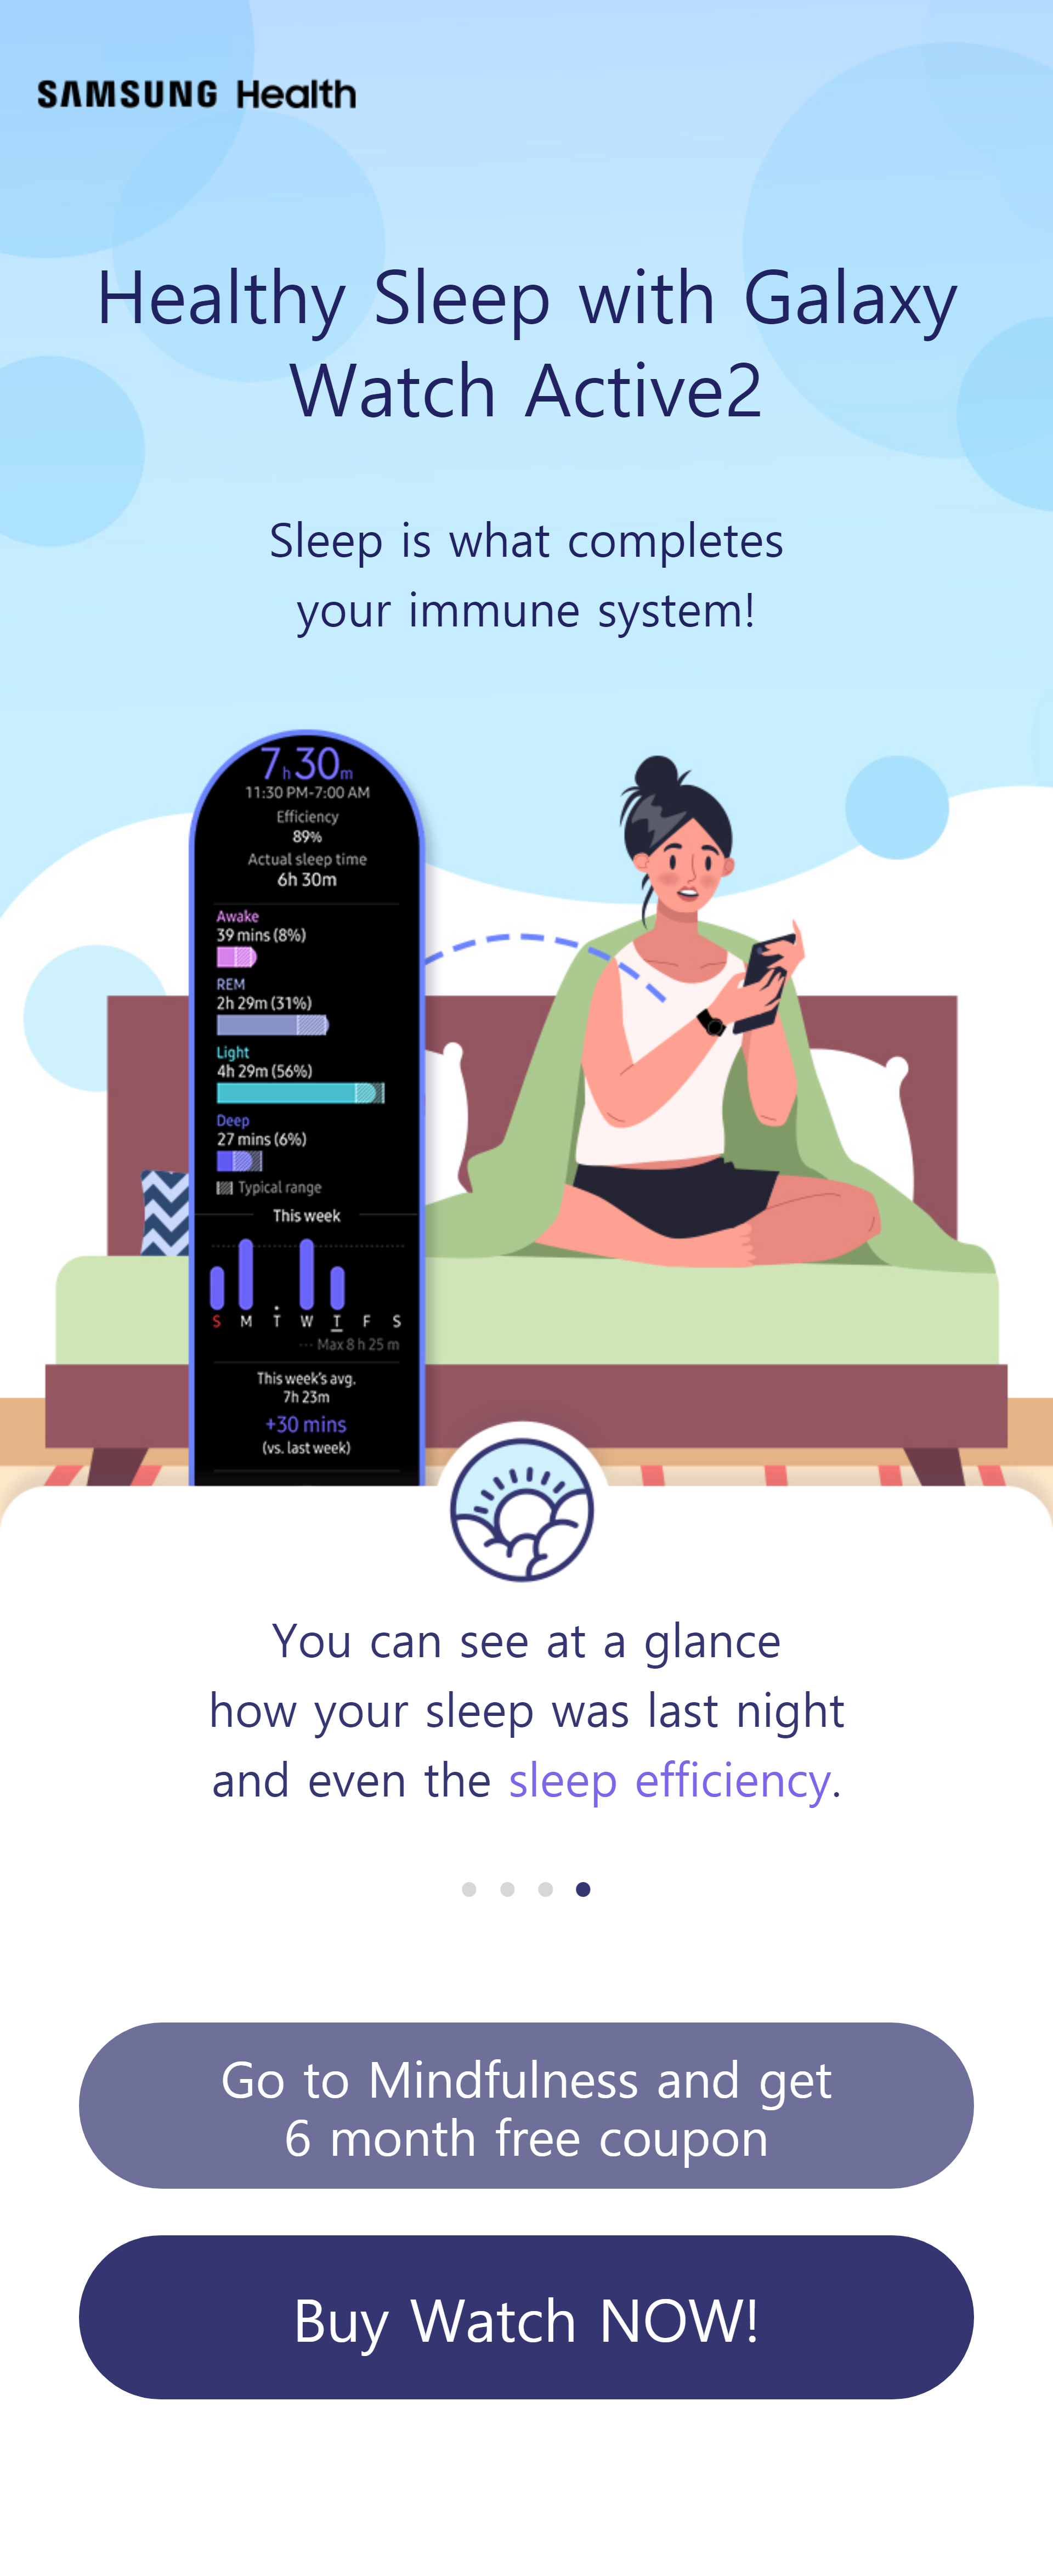 SAMSUNG Health
Healthy Sleep with Galaxy
Watch Active2
Sleep is what completes
your immune system!
7h 30m
11:30 PM-7:00 AM
Efficiency
89%
Actual sleep time
6h 30m
Awake
39 mins (8%)
REM
2h 29m (31%)
Light
4h 29m (56%)
Deep
27 mins (6%)
Typical range
This week
S M T W T F S
··· Max 8 h 25 m
This week's avg.
7h 23m
+30 mins
(vs. last week)
You can see at a glance
how your sleep was last night
and even the sleep efficiency.
Go to Mindfulness and get
6 month free coupon
Buy Watch NOW!